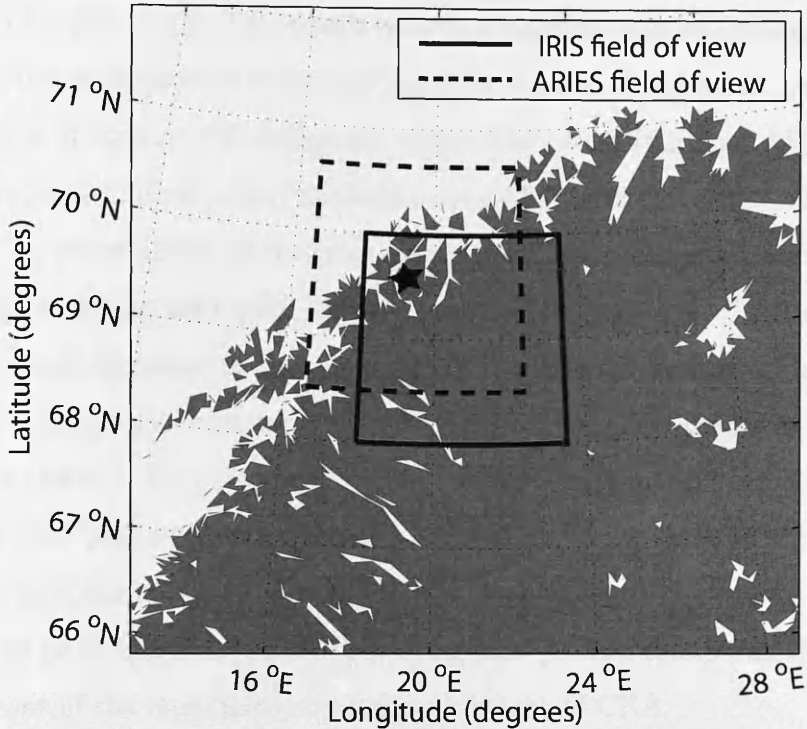 IRIS field of view
ARIES field of view
71 °N
70 °N
69 °N
68 °N
67 °N
66 °N
Latitude (degrees)
16 °E
20 °E
24 °E
28 °E
Longitude (degrees)